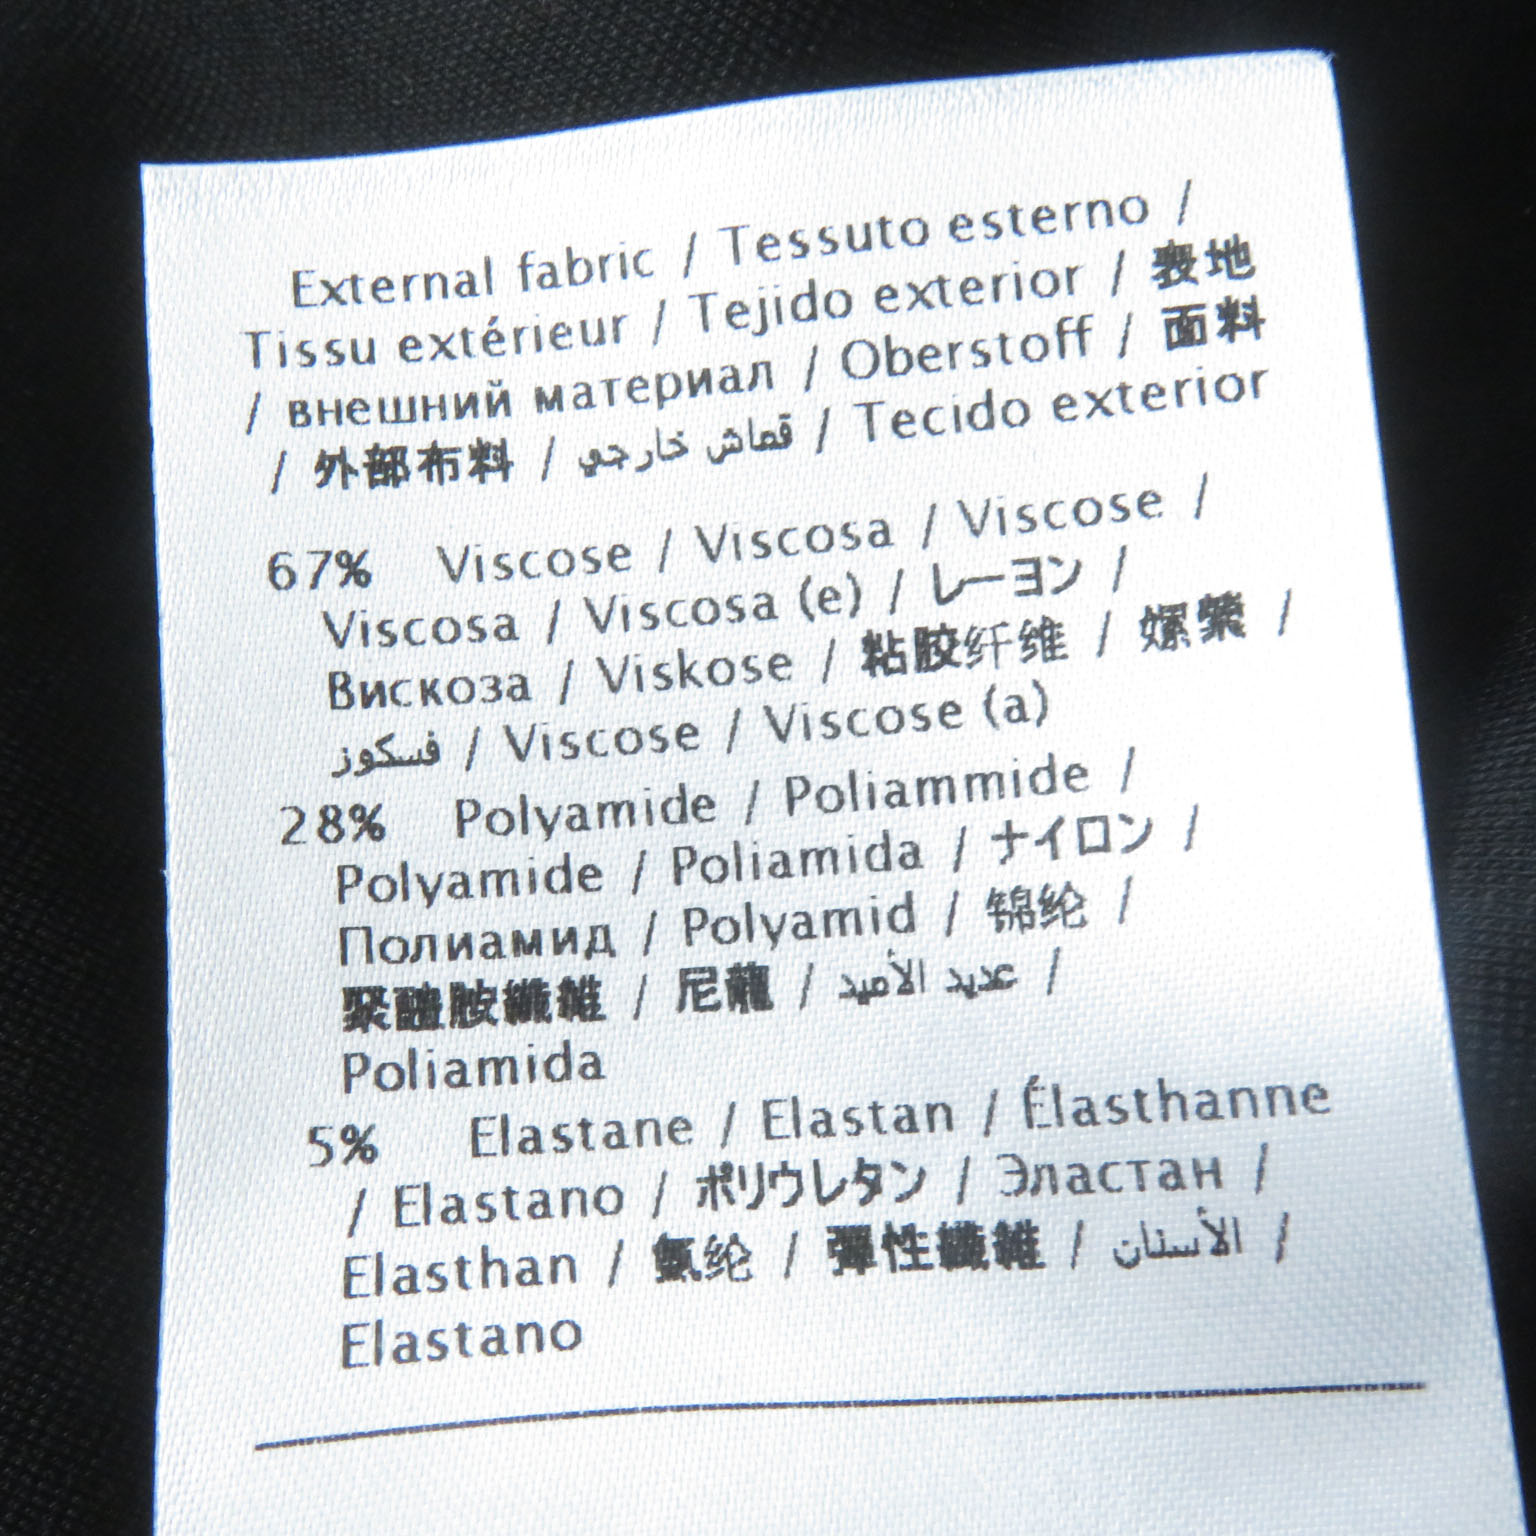 External fabric / Tessuto esterno /
Tissu extérieur / Tejido exterior / 表地
/ внешний материал / Oberstoff / 面料
/ 外部布料 / قماش خارجي / Tecido exterior
67% Viscose / Viscosa / Viscose /
Viscosa / Viscosa (e) / レーヨン /
Вискоза / Viskose / 粘胶纤维 / 嫘縈 /
فسكوز / Viscose / Viscose (a)
28% Polyamide / Poliammide /
Polyamide / Poliamida / ナイロン /
Полиамид / Polyamid / 锦纶 /
聚醯胺纖維 / 尼龍 / عديد الأميد /
Poliamida
5% Elastane / Elastan / Élasthanne
/ Elastano / ポリウレタン / Эластан /
Elasthan / 氨纶 / 彈性纖維 / الأستان /
Elastano